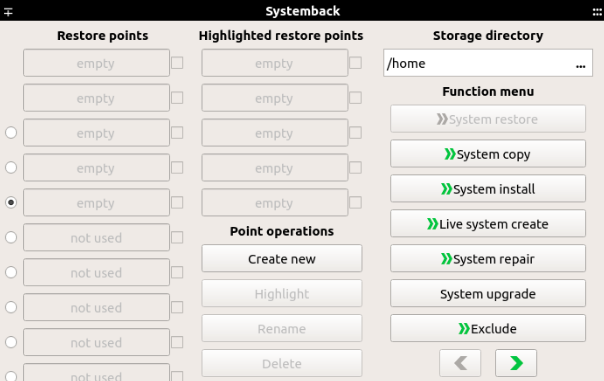 Systemback
Restore points
empty
empty
empty
empty
empty
not used
not used
not used
not used
not used
Highlighted restore points
empty
empty
empty
empty
empty
Point operations
Create new
Highlight
Rename
Delete
Storage directory
/home ...
Function menu
System restore
System copy
System install
Live system create
System repair
System upgrade
Exclude